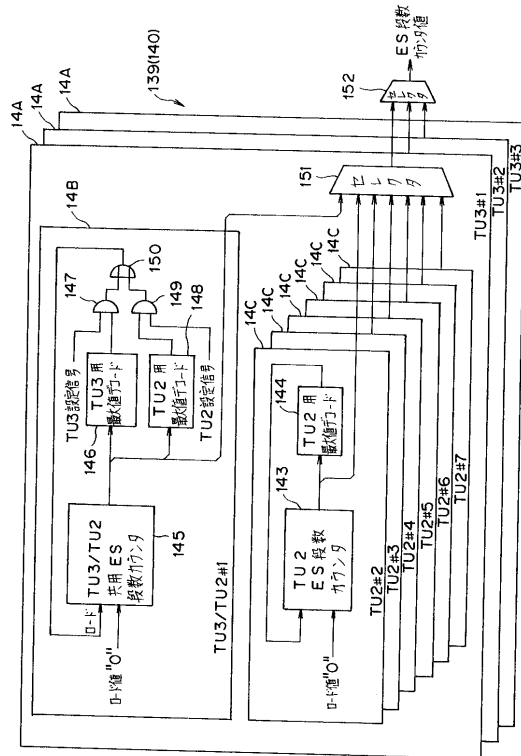 139(140)
14A
14A
14A
14B
TU3設定信号
147
150
149
146
TU3用
最大値デコード
TU2用
最大値デコード
148
TU2設定信号
ロード
TU3/TU2
共用ES
段数カウンタ
145
ロード値"0"
TU3/TU2#1
151
セレクタ
152
セレクタ
ES段数
カウンタ値
14C
14C
14C
14C
14C
14C
144
TU2用
最大値デコード
143
TU2
ES段数
カウンタ
ロード値"0"
TU2#2
TU2#3
TU2#4
TU2#5
TU2#6
TU2#7
TU3#1
TU3#2
TU3#3